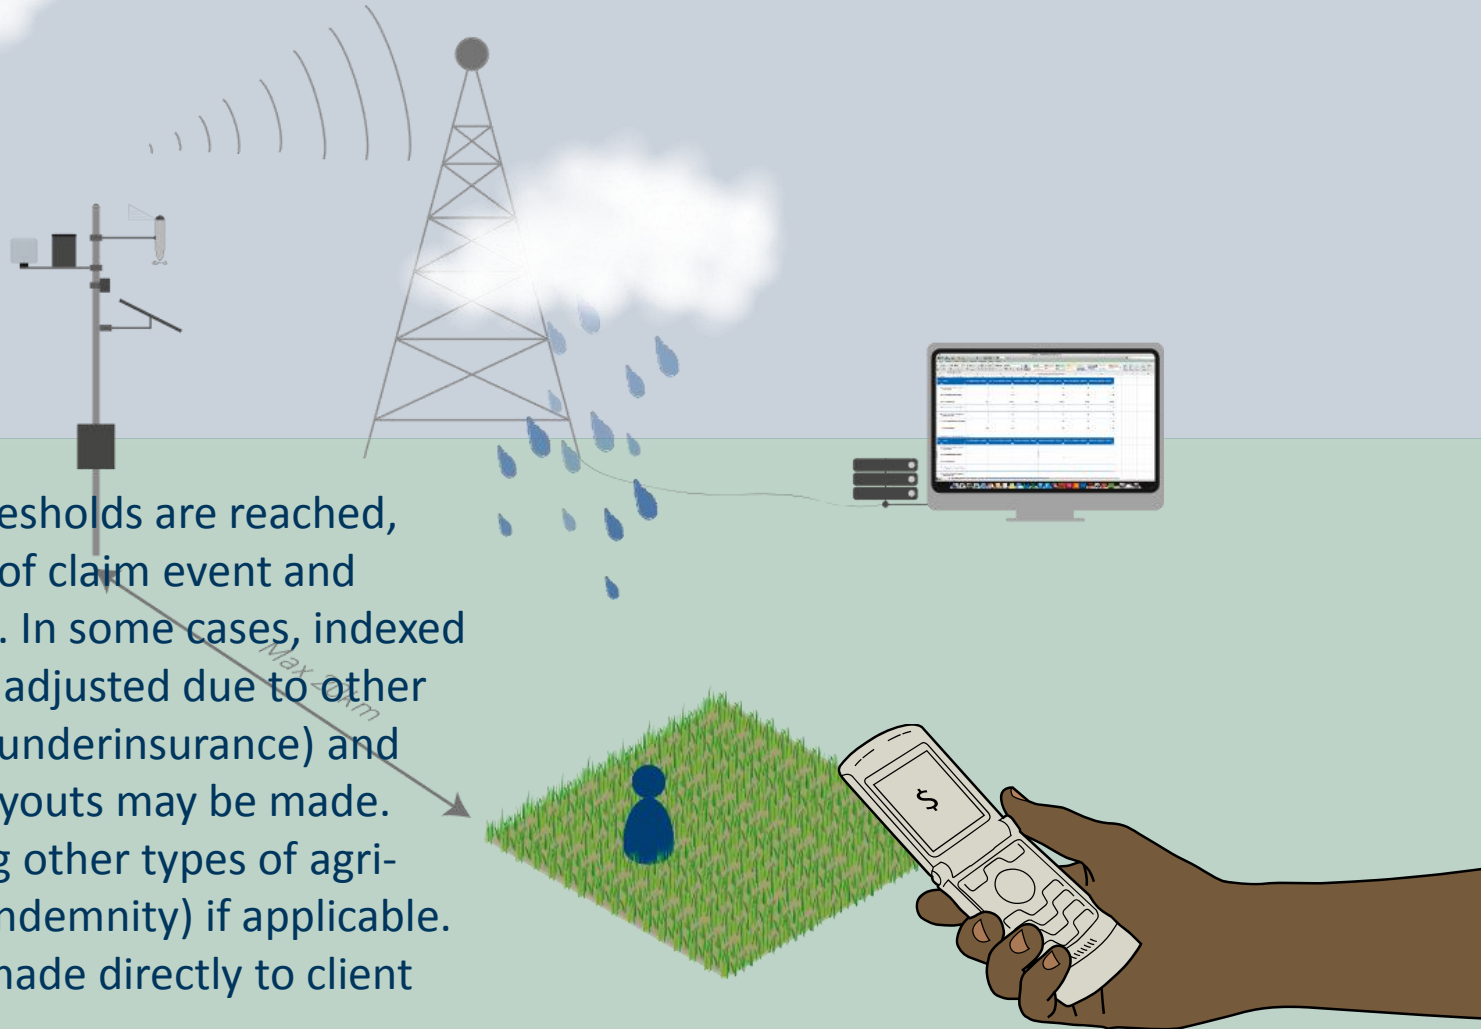 esholds are reached,
of claim event and
. In some cases, indexed
adjusted due to other
underinsurance) and
youts may be made.
g other types of agri-
ndemnity) if applicable.
nade directly to client
Max 20km
$